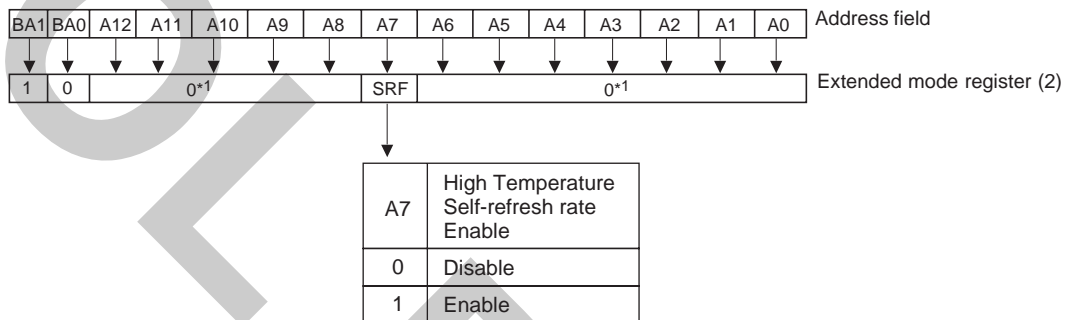 BA1 BA0 A12 A11 A10 A9 A8 A7 A6 A5 A4 A3 A2 A1 A0 Address field
1 0 0*1 SRF 0*1 Extended mode register (2)
A7 High Temperature
Self-refresh rate
Enable
0 Disable
1 Enable